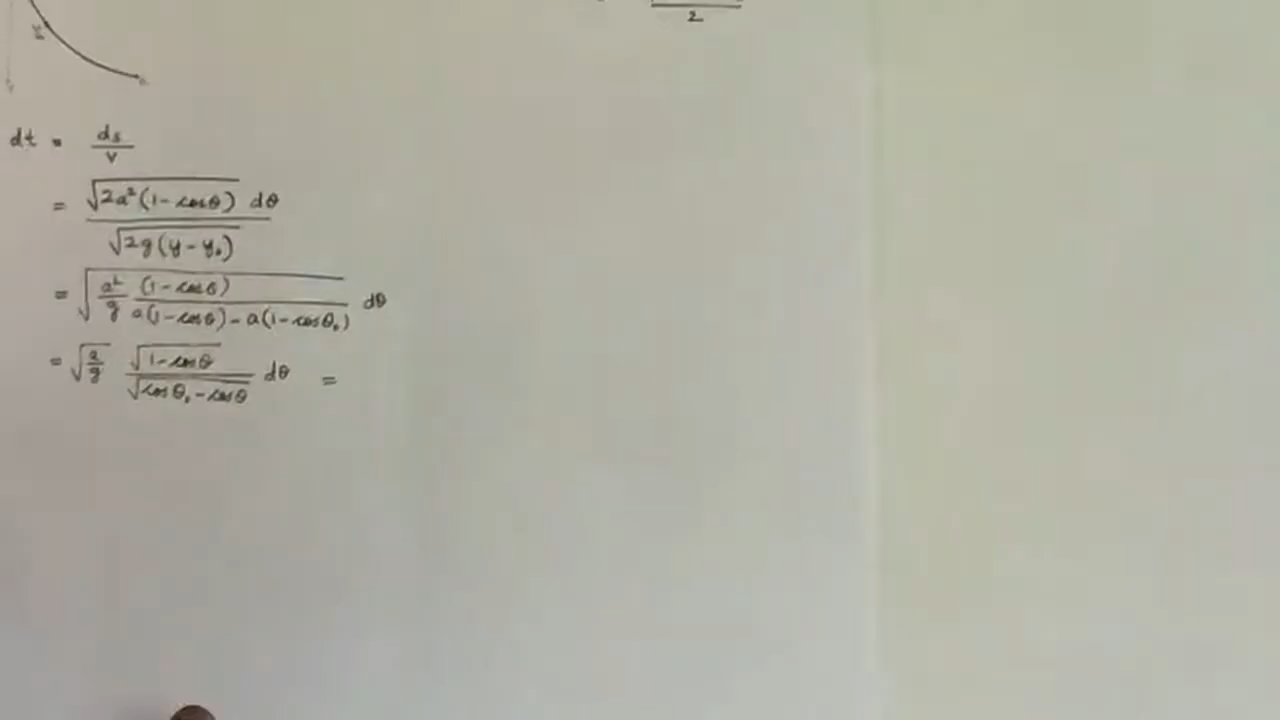 2
dt = ds/v
= √(2a²(1-cosθ)) dθ / √(2g(y-y₀))
= √(a²/g (1-cosθ)/(a(1-cosθ)-a(1-cosθ₀))) dθ
= √(a/g) √(1-cosθ)/√(cosθ₀-cosθ) dθ =